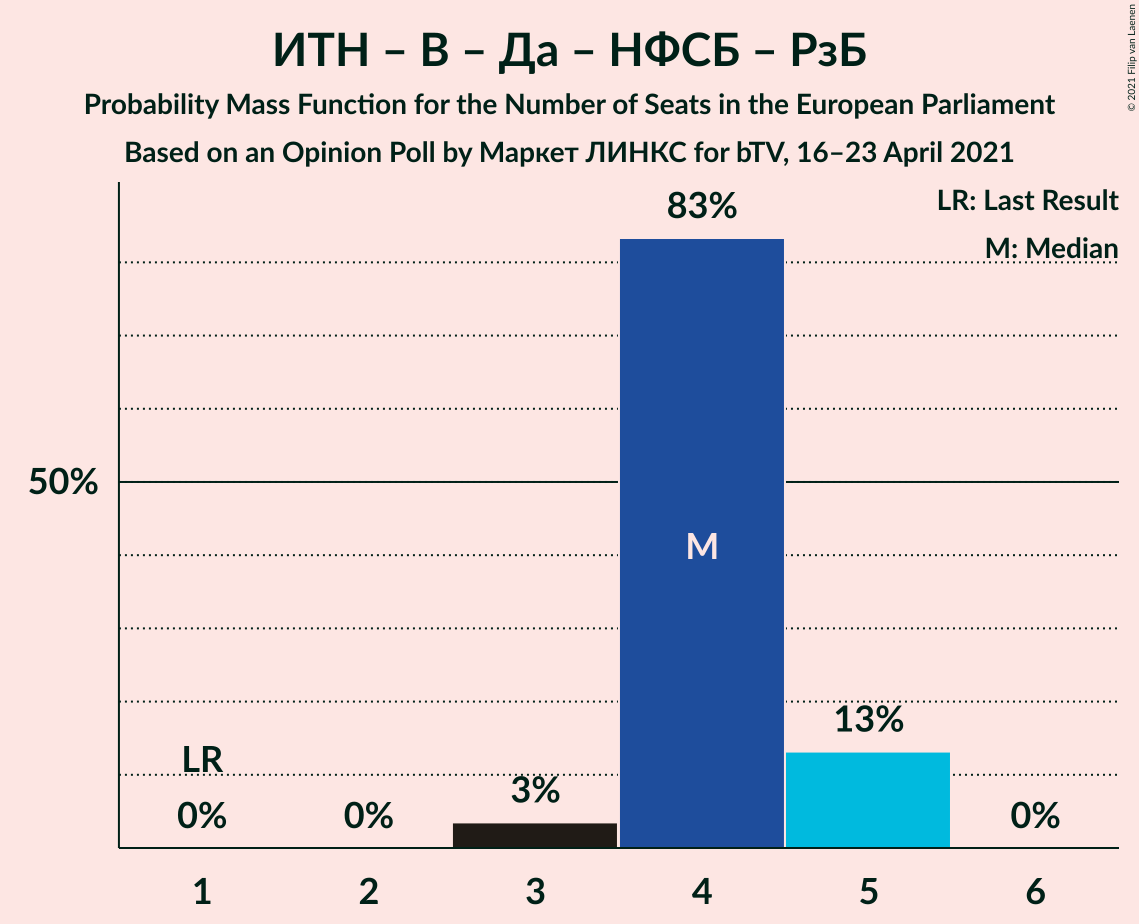 ИТН – В – Да – НФСБ – РзБ
Probability Mass Function for the Number of Seats in the European Parliament
Based on an Opinion Poll by Маркет ЛИНКС for bTV, 16–23 April 2021
© 2021 Filip van Laenen
LR: Last Result
M: Median
83%
50%
M
13%
LR
3%
0%
0%
0%
1
2
3
4
5
6